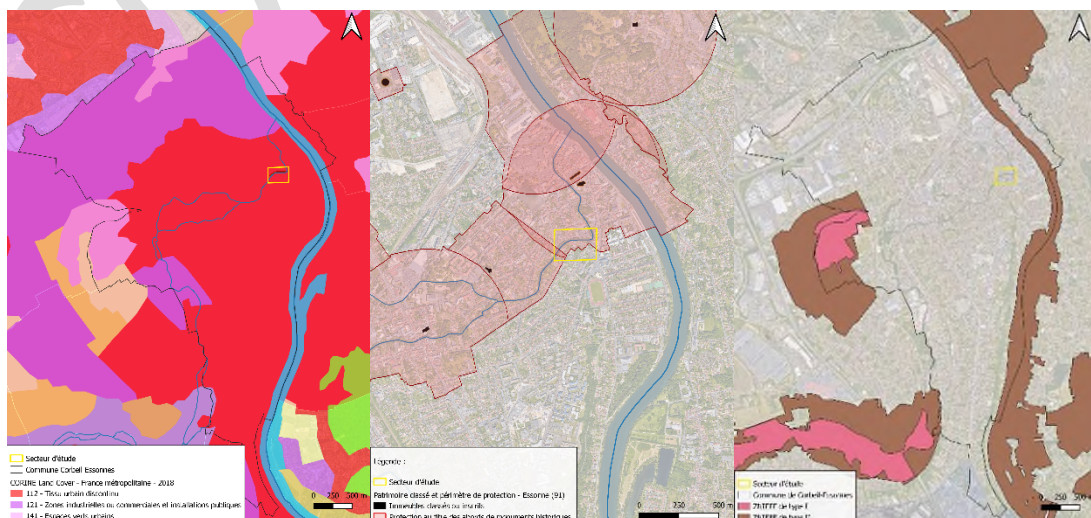 Secteur d'étude
Commune Corbeil Essonnes
CORINE Land Cover - France métropolitaine - 2018
112 - Tissu urbain discontinu
121 - Zones industrielles ou commerciales et installations publiques
141 - Espaces verts urbains
0 250 500 m
Légende :
Secteur d'étude
Patrimoine classé et périmètre de protection - Essonne (91)
Immeubles classés ou inscrits
Protection au titre des abords de monuments historiques
0 250 500 m
Secteur d'étude
Commune de Corbeil-Essonnes
ZNIEFF de type I
ZNIEFF de type
0 250 500 m